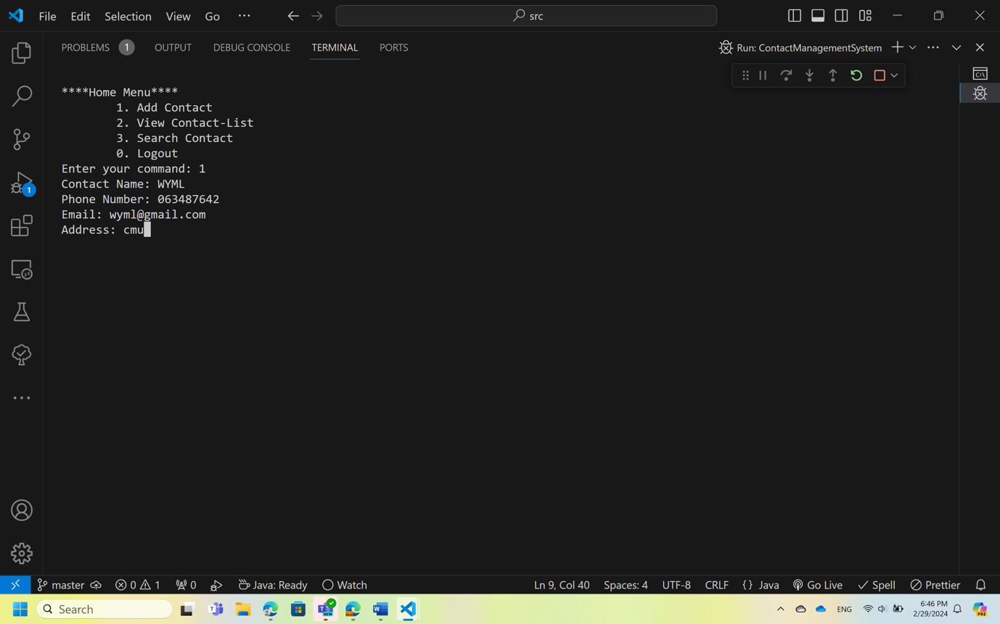 File Edit Selection View Go ··· src
PROBLEMS 1 OUTPUT DEBUG CONSOLE TERMINAL PORTS Run: ContactManagementSystem
****Home Menu****
1. Add Contact
2. View Contact-List
3. Search Contact
0. Logout
Enter your command: 1
Contact Name: WYML
Phone Number: 063487642
Email: wyml@gmail.com
Address: cmu
1
master 0 1 0 Java: Ready Watch Ln 9, Col 40 Spaces: 4 UTF-8 CRLF {} Java Go Live Spell Prettier
Search NEW ENG 6:46 PM
2/29/2024
PRE